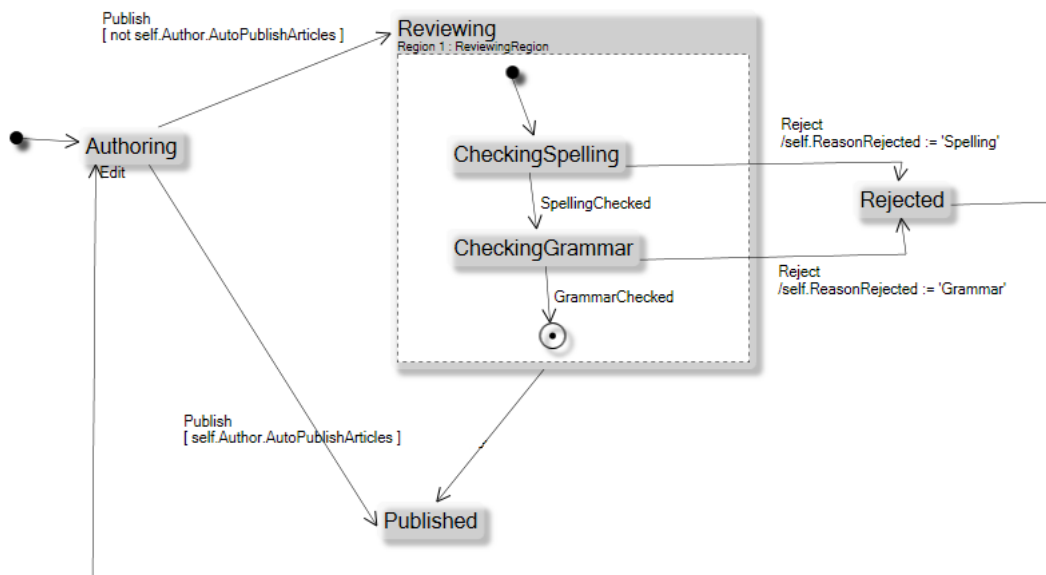 Publish
[ not self.Author.AutoPublishArticles ]
Reviewing
Region 1 : ReviewingRegion
Authoring
Edit
CheckingSpelling
SpellingChecked
CheckingGrammar
GrammarChecked
Reject
/self.ReasonRejected := 'Spelling'
Rejected
Reject
/self.ReasonRejected := 'Grammar'
Publish
[ self.Author.AutoPublishArticles ]
Published